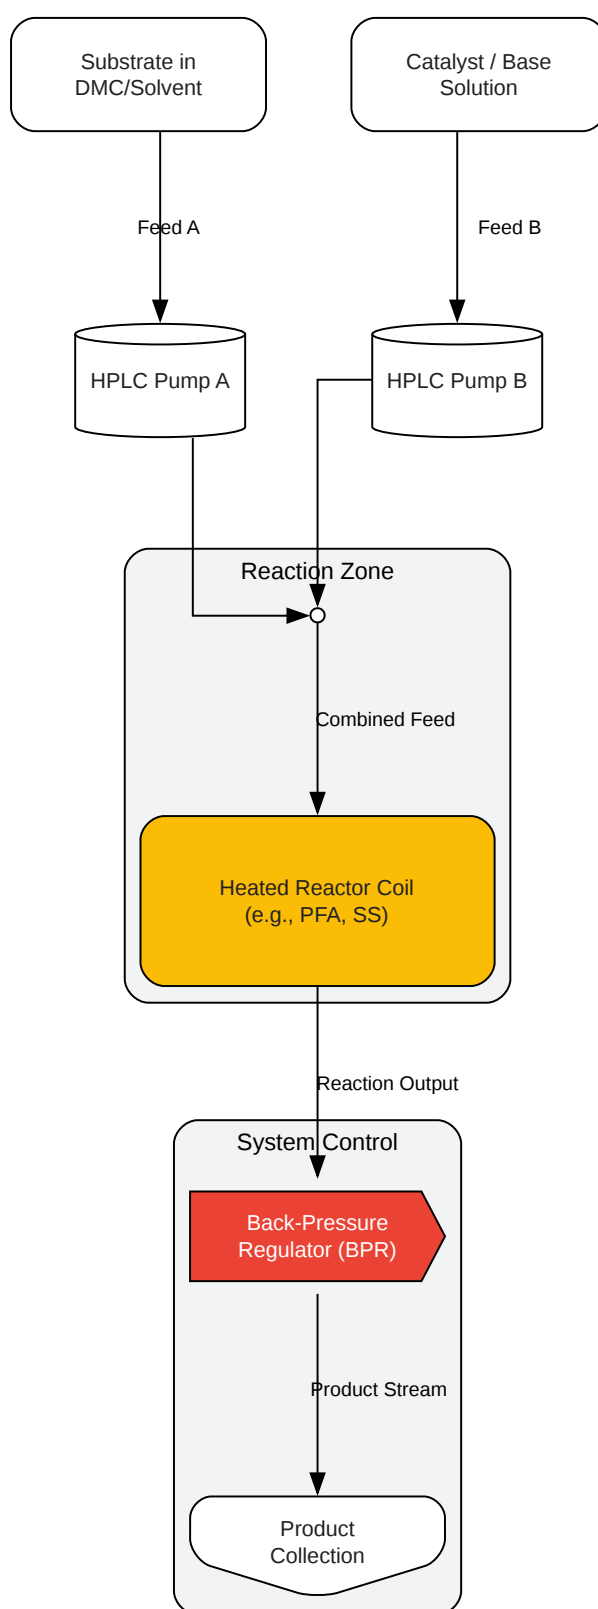 Substrate in
DMC/Solvent
Catalyst / Base
Solution
Feed A
Feed B
HPLC Pump A
HPLC Pump B
Reaction Zone
Combined Feed
Heated Reactor Coil
(e.g., PFA, SS)
Reaction Output
System Control
Back-Pressure
Regulator (BPR)
Product Stream
Product
Collection